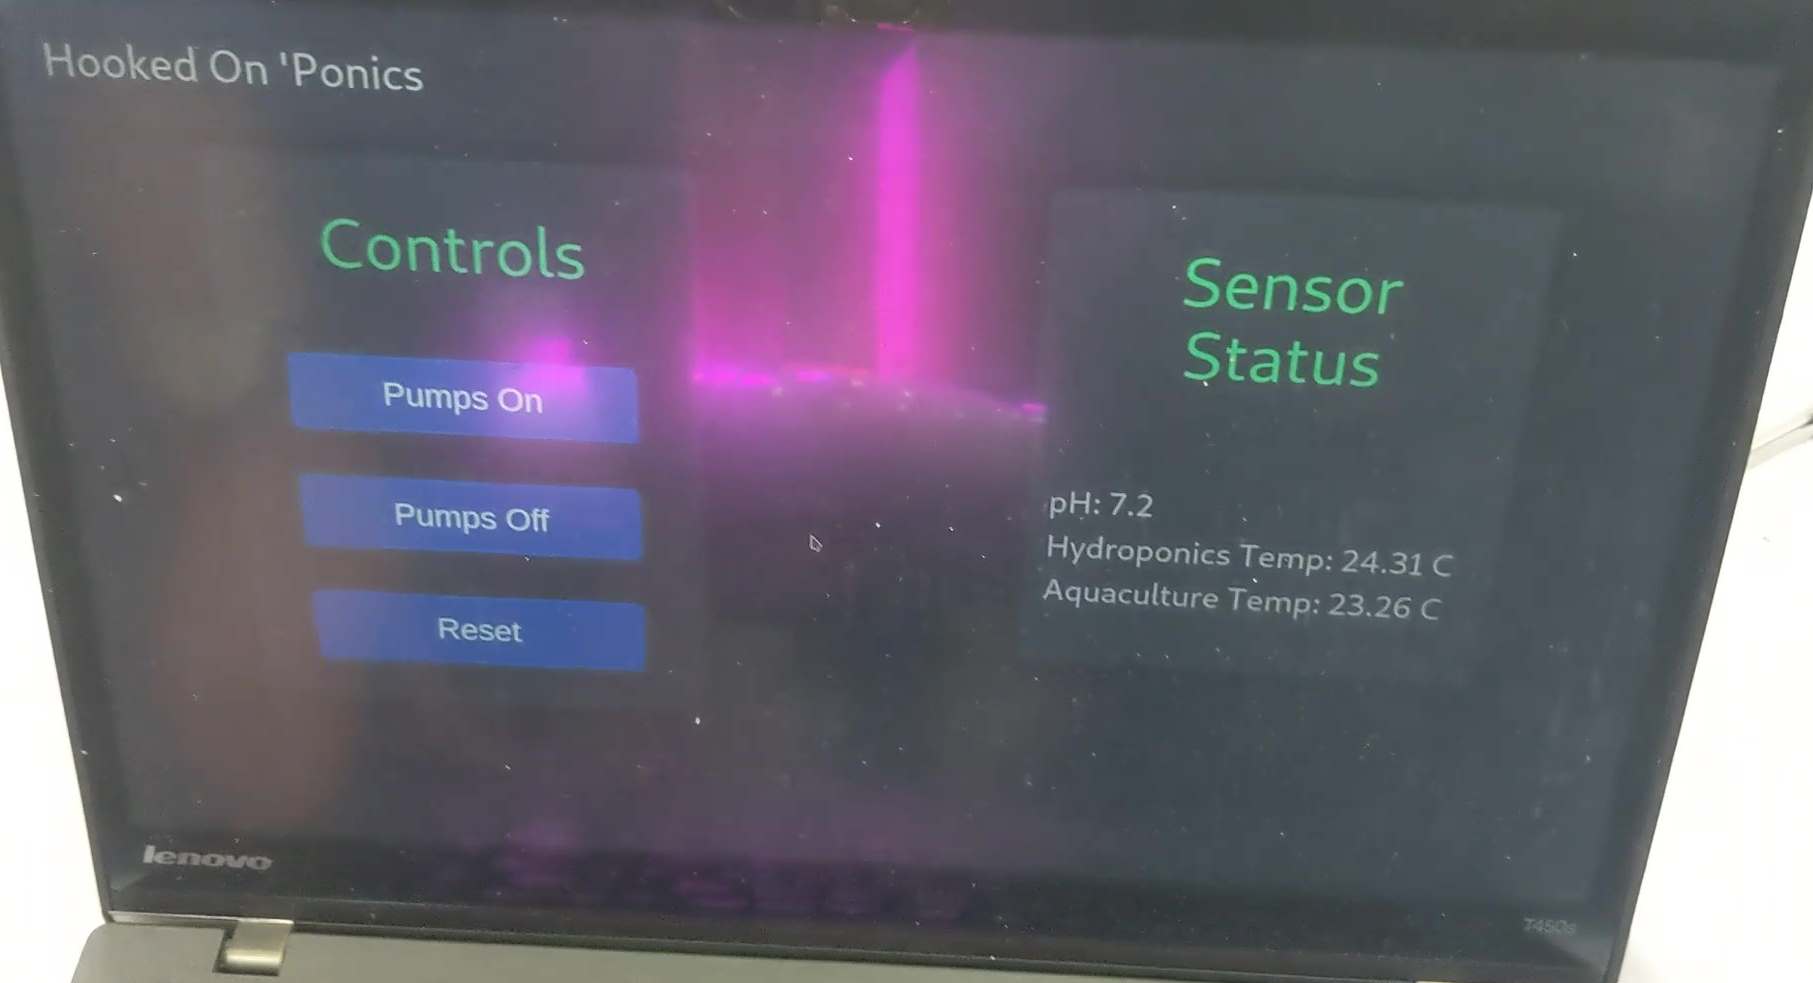 Hooked On 'Ponics
Controls
Pumps On
Pumps Off
Reset
Sensor
Status
pH: 7.2
Hydroponics Temp: 24.31 C
Aquaculture Temp: 23.26 C
lenovo
T450s